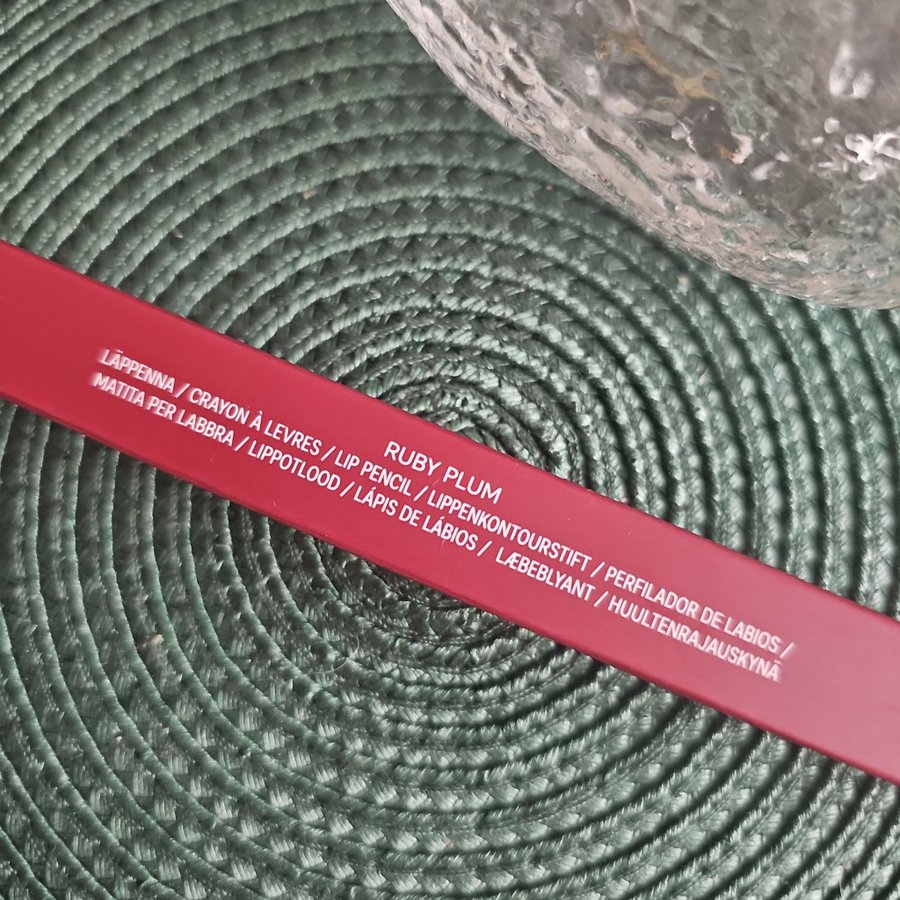 RUBY PLUM
LÄPPENNA / CRAYON À LEVRES / LIP PENCIL / LIPPENKONTOURSTIFT / PERFILADOR DE LABIOS /
MATITA PER LABBRA / LIPPOTLOOD / LÁPIS DE LÁBIOS / LÆBEBLYANT / HUULTENRAJAUSKYNÄ